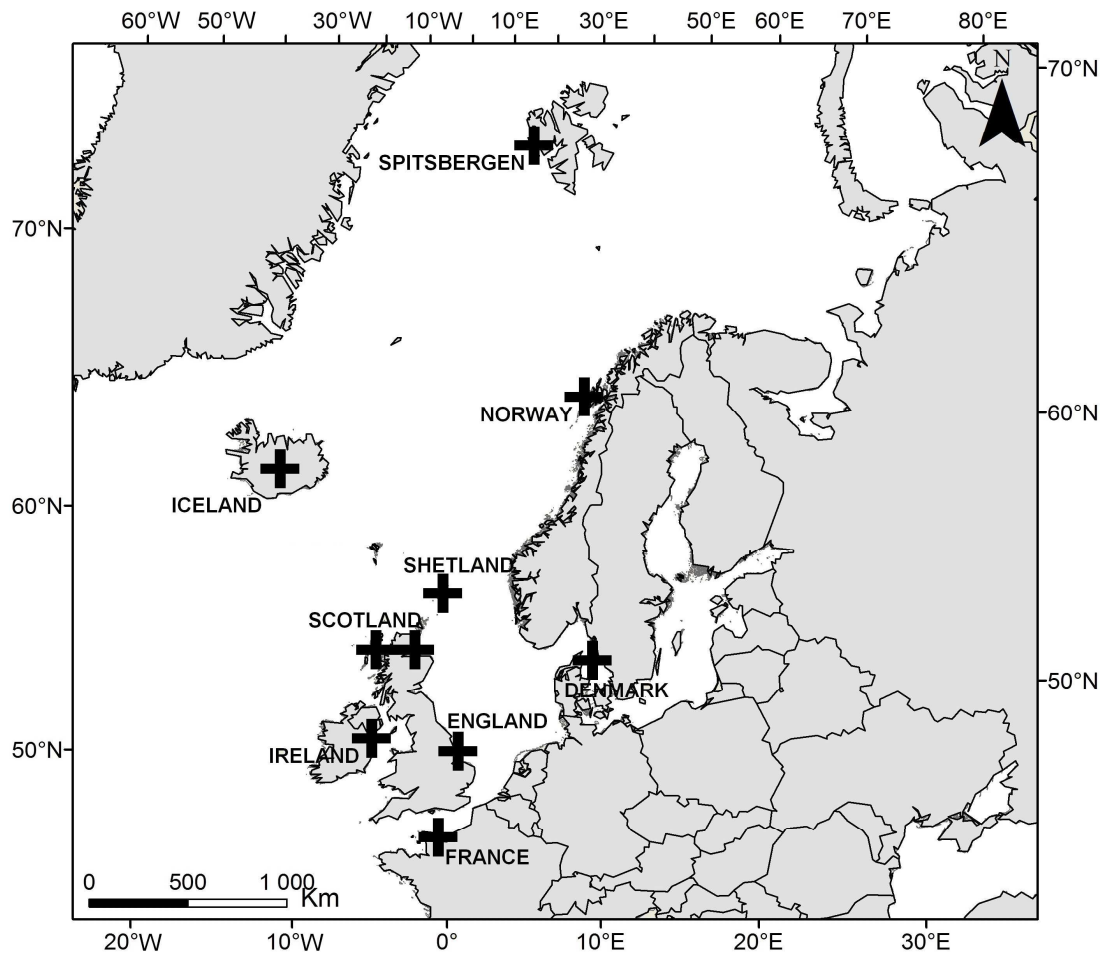 60°W 50°W 30°W 10°W 10°E 30°E 50°E 60°E 70°E 80°E
N
70°N
SPITSBERGEN
70°N
NORWAY
60°N
ICELAND
60°N
SHETLAND
SCOTLAND
50°N
DENMARK
ENGLAND
50°N
IRELAND
FRANCE
0 500 1 000 Km
20°W 10°W 0° 10°E 20°E 30°E